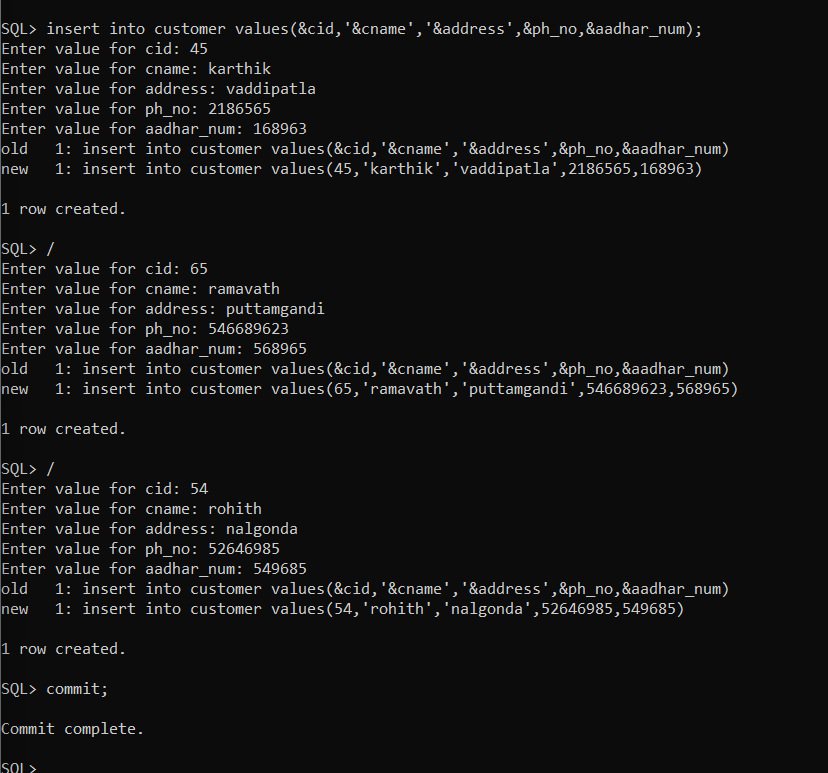 SQL> insert into customer values(&cid,'&cname','&address',&ph_no,&aadhar_num);
Enter value for cid: 45
Enter value for cname: karthik
Enter value for address: vaddipatla
Enter value for ph_no: 2186565
Enter value for aadhar_num: 168963
old   1: insert into customer values(&cid,'&cname','&address',&ph_no,&aadhar_num)
new   1: insert into customer values(45,'karthik','vaddipatla',2186565,168963)
1 row created.
SQL> /
Enter value for cid: 65
Enter value for cname: ramavath
Enter value for address: puttamgandi
Enter value for ph_no: 546689623
Enter value for aadhar_num: 568965
old   1: insert into customer values(&cid,'&cname','&address',&ph_no,&aadhar_num)
new   1: insert into customer values(65,'ramavath','puttamgandi',546689623,568965)
1 row created.
SQL> /
Enter value for cid: 54
Enter value for cname: rohith
Enter value for address: nalgonda
Enter value for ph_no: 52646985
Enter value for aadhar_num: 549685
old   1: insert into customer values(&cid,'&cname','&address',&ph_no,&aadhar_num)
new   1: insert into customer values(54,'rohith','nalgonda',52646985,549685)
1 row created.
SQL> commit;
Commit complete.
SQL>